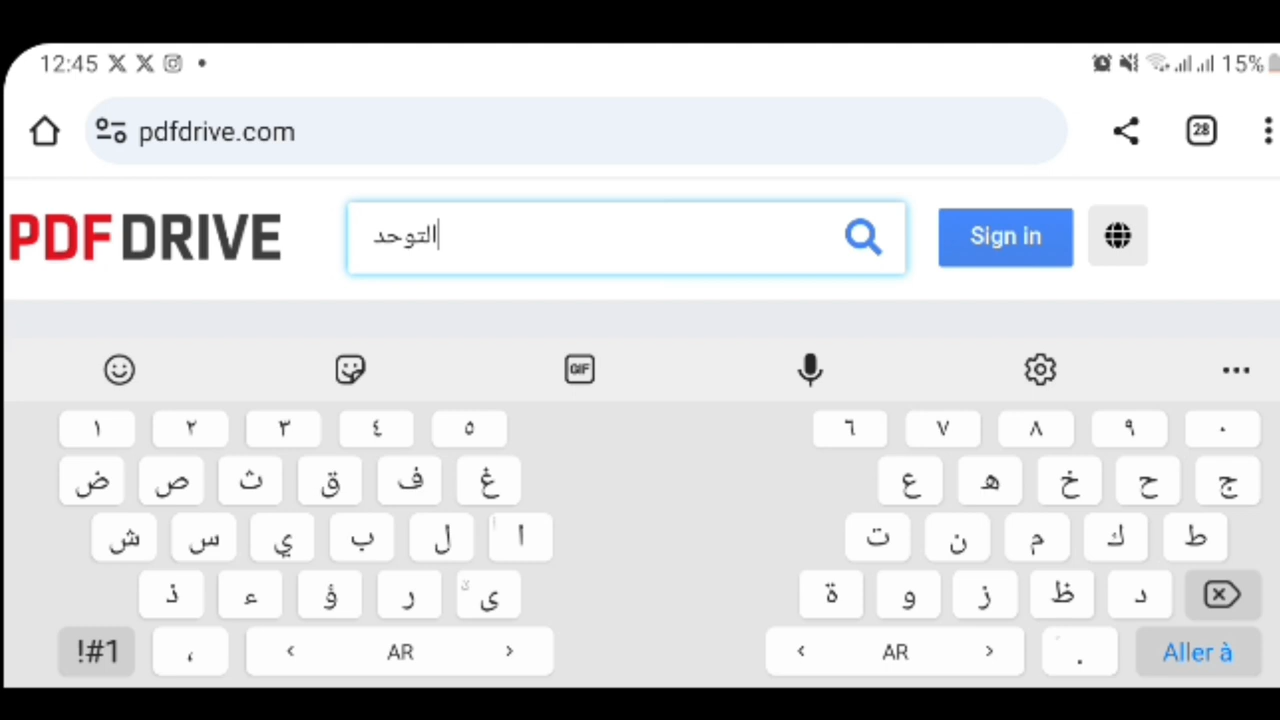 12:45
15%
pdfdrive.com
28
PDF DRIVE
التوحد
Sign in
GIF
١ ٢ ٣ ٤ ٥ ٦ ٧ ٨ ٩ ٠
ض ص ث ق ف غ ع ه خ ح ج
ش س ي ب ل ا ت ن م ك ط
ذ ء ؤ ر ى ة و ز ظ د
!#1 ، < AR > < AR > . Aller à